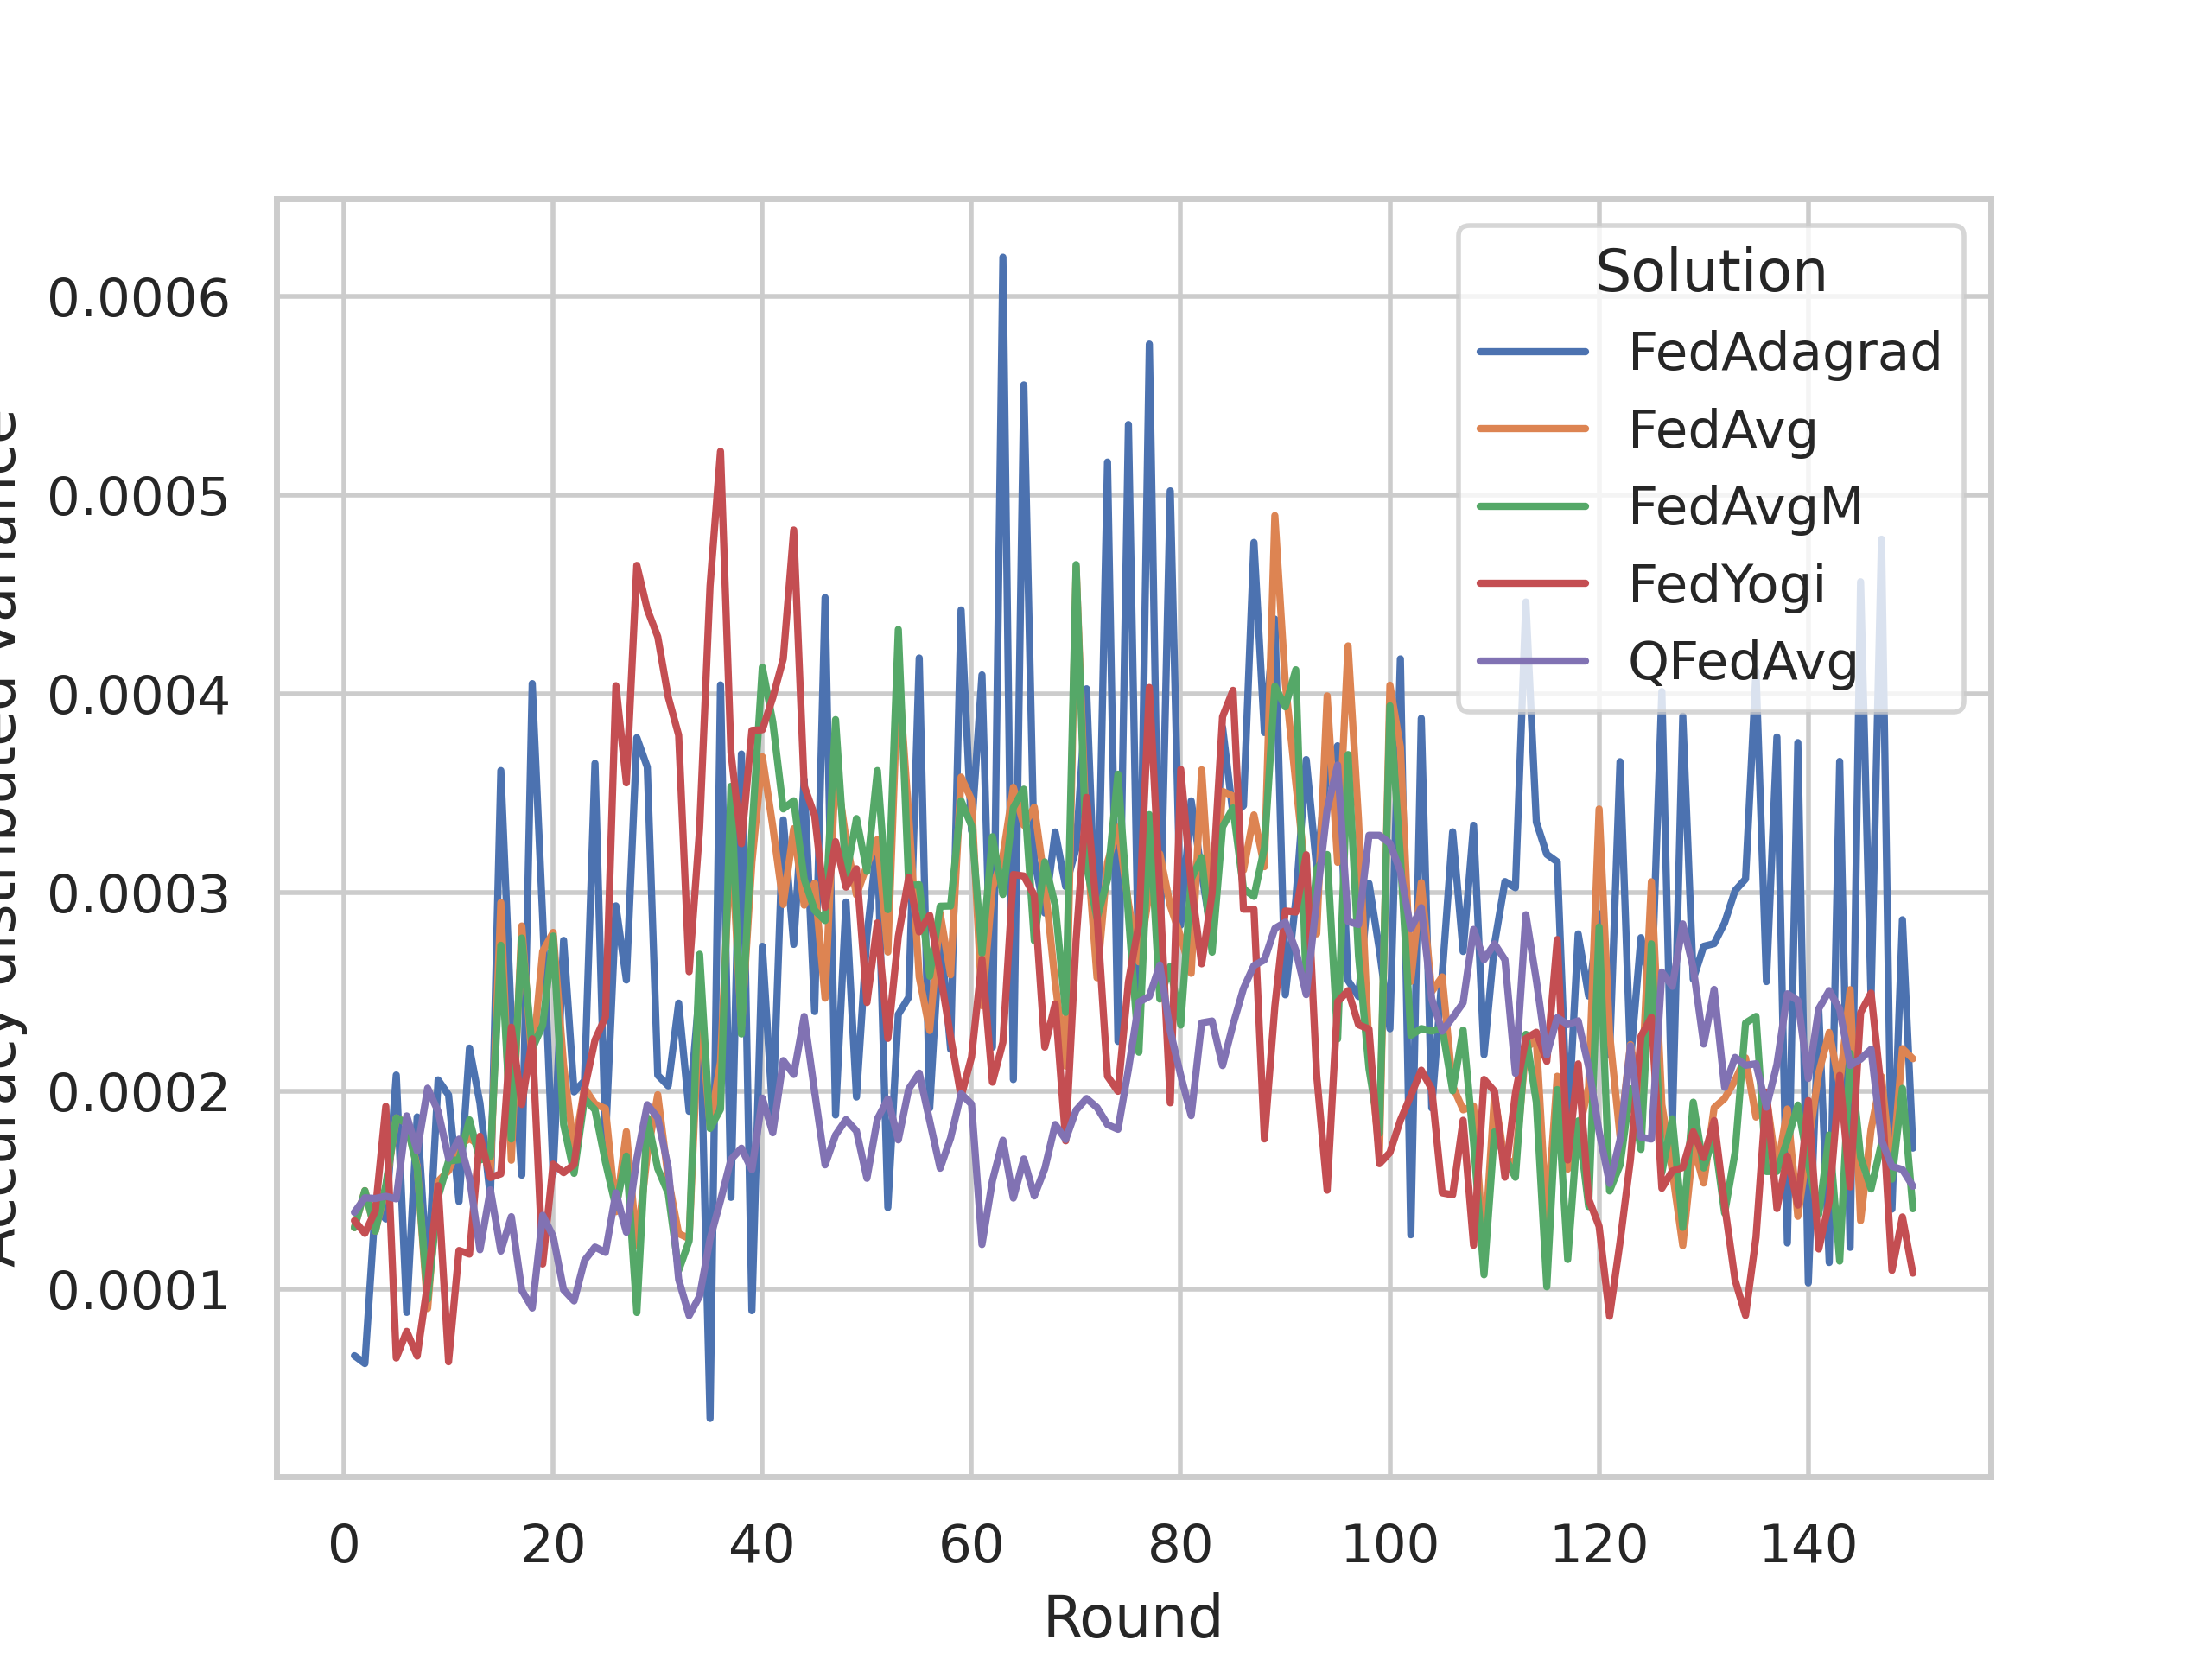 Accuracy distributed variance
0.0006
0.0005
0.0004
0.0003
0.0002
0.0001
0
20
40
60
80
100
120
140
Round
Solution
FedAdagrad
FedAvg
FedAvgM
FedYogi
QFedAvg